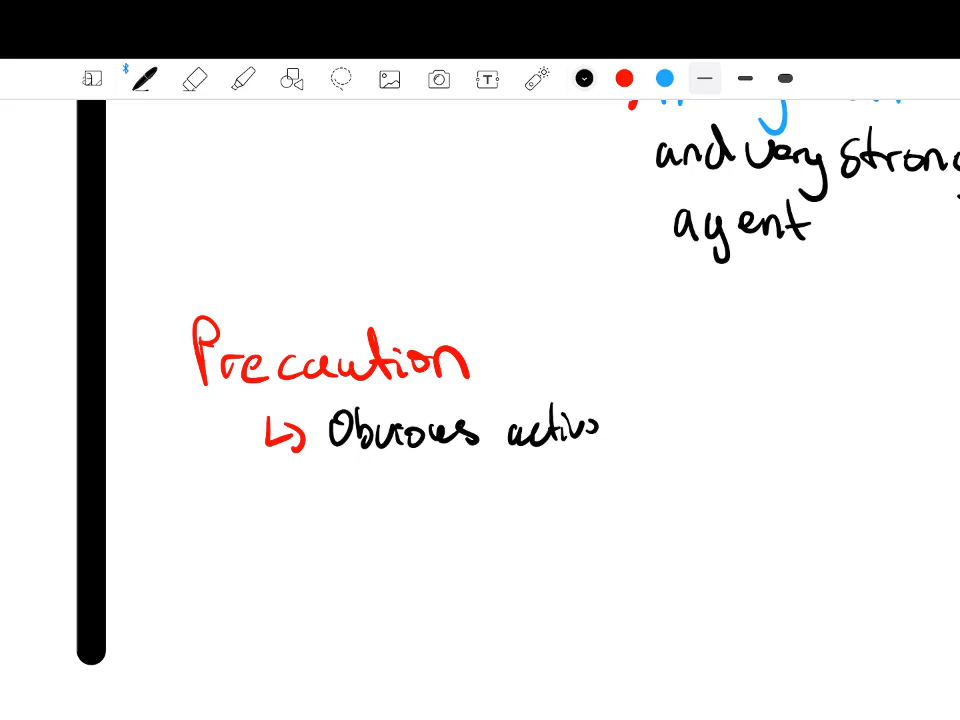 and very strong
agent
Precaution
↳ Obvious activ